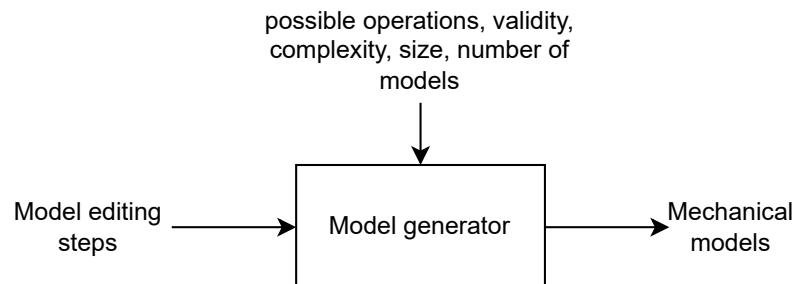 possible operations, validity,
complexity, size, number of
models
Model editing
steps
Model generator
Mechanical
models